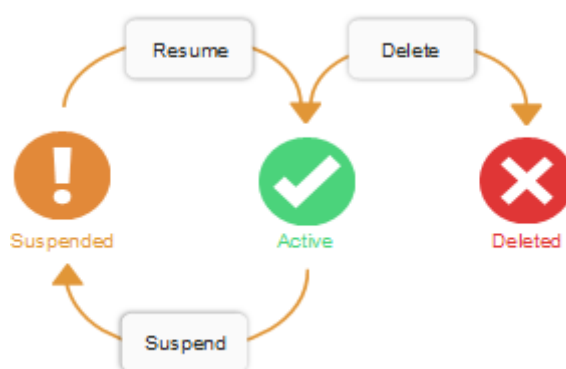 Resume
Delete
Suspended
Active
Deleted
Suspend